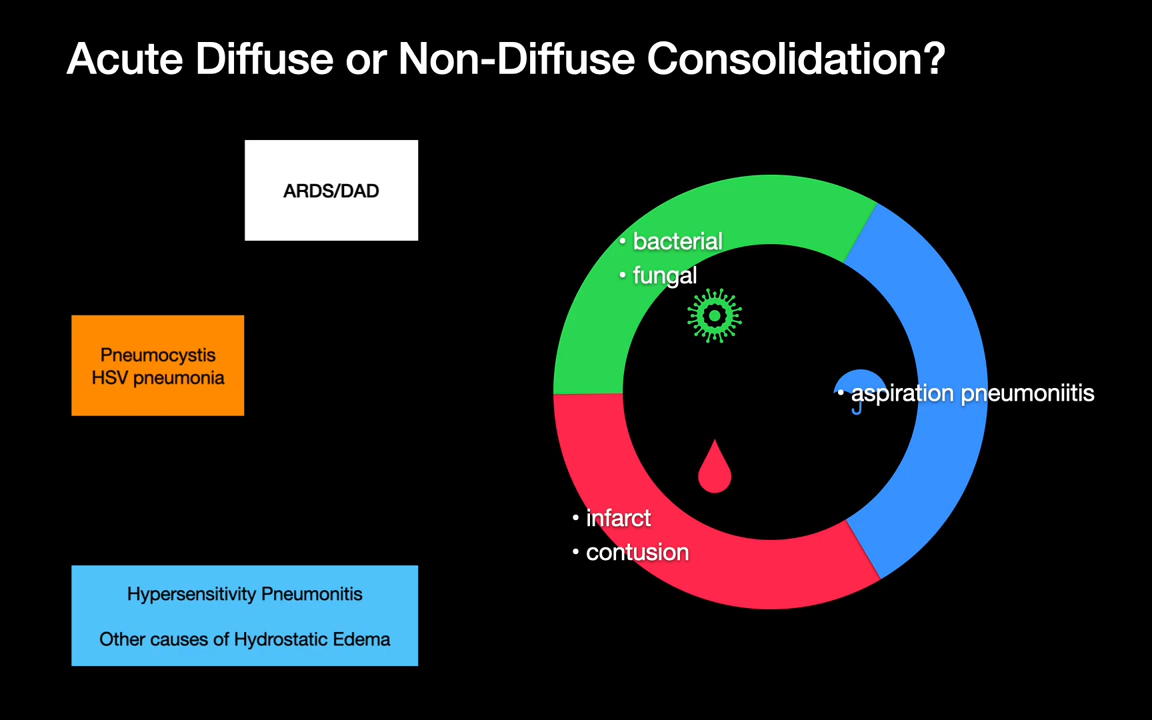 Acute Diffuse or Non-Diffuse Consolidation?
ARDS/DAD
Pneumocystis
HSV pneumonia
Hypersensitivity Pneumonitis
Other causes of Hydrostatic Edema
• bacterial
• fungal
• aspiration pneumoniitis
• infarct
• contusion